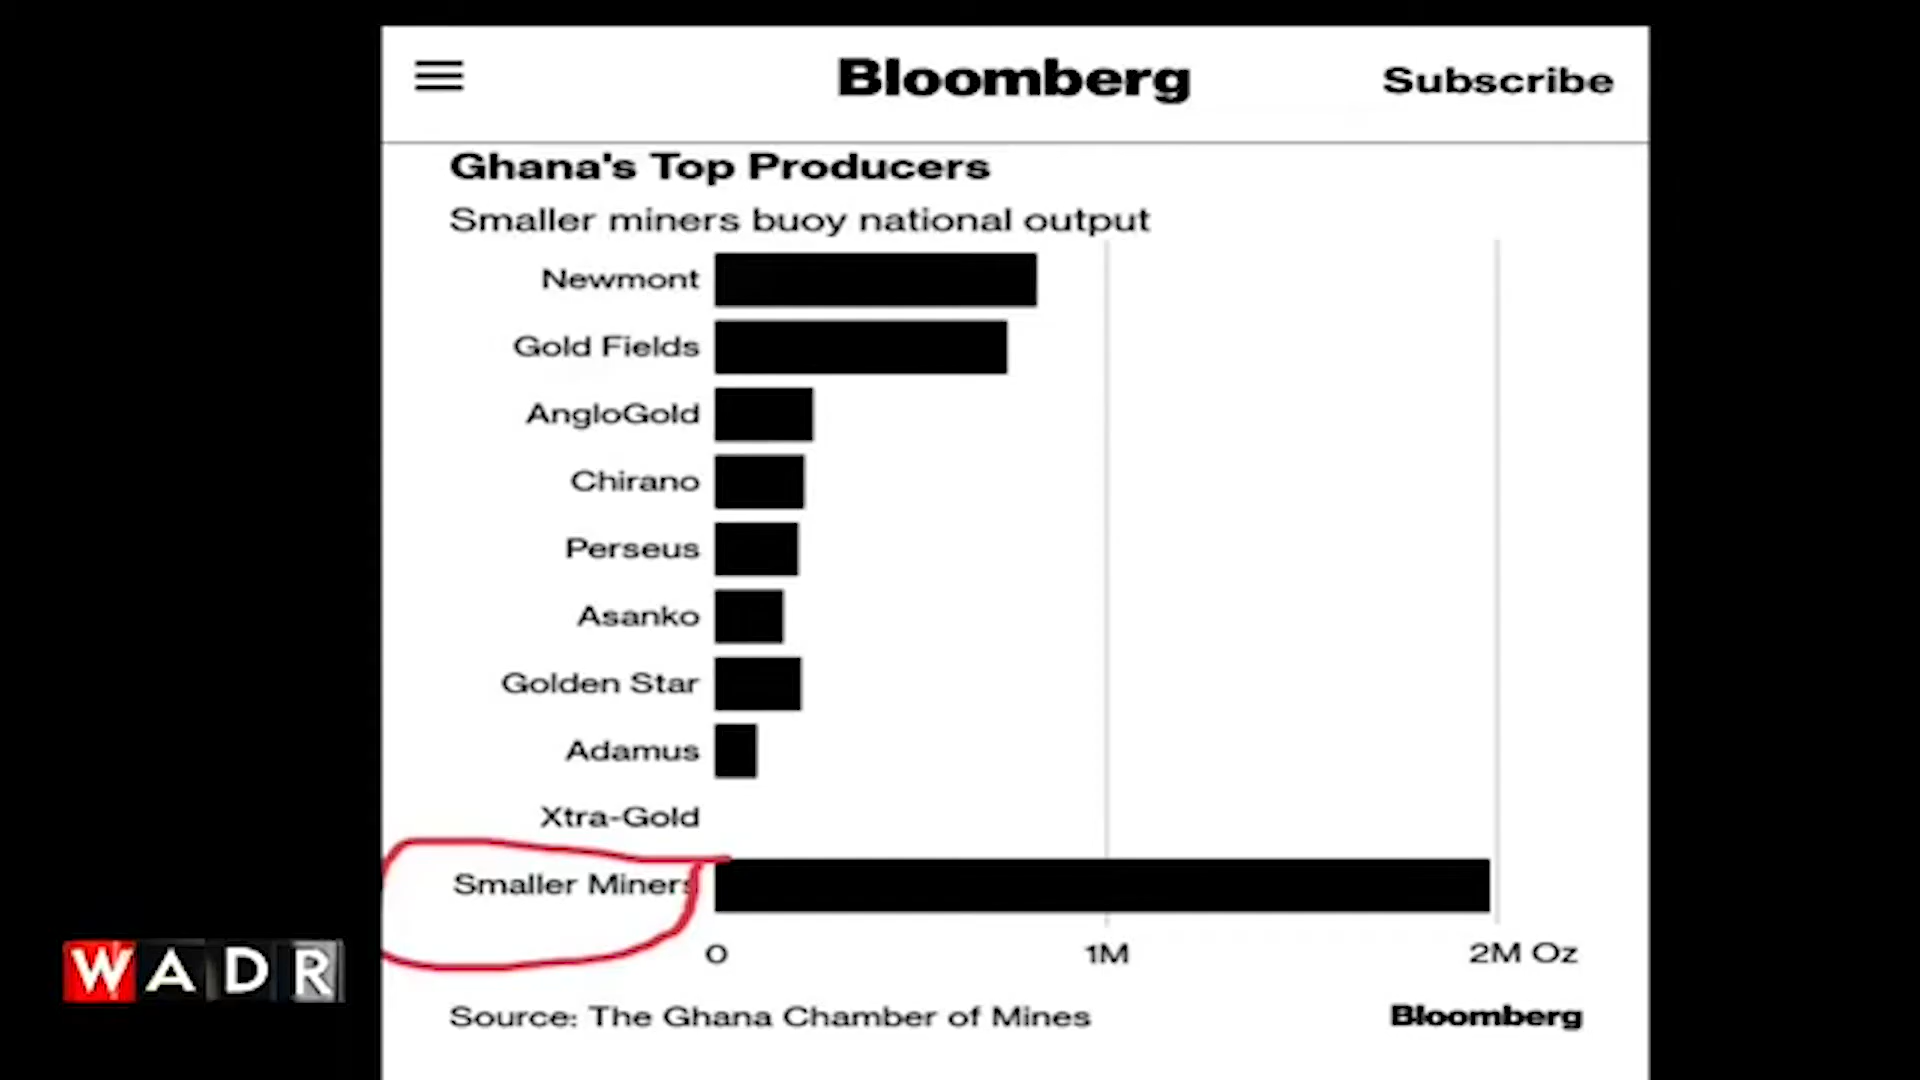 Bloomberg
Subscribe
Ghana's Top Producers
Smaller miners buoy national output
Newmont
Gold Fields
AngloGold
Chirano
Perseus
Asanko
Golden Star
Adamus
Xtra-Gold
Smaller Miners
0 1M 2M Oz
Source: The Ghana Chamber of Mines
Bloomberg
WADR